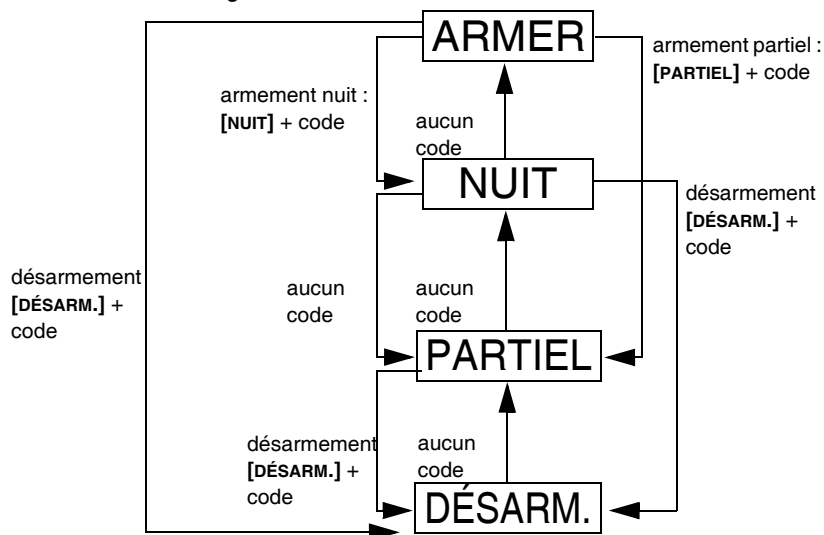 ARMER
armement partiel :
[PARTIEL] + code
armement nuit :
[NUIT] + code
aucun
code
NUIT
désarmement
[DÉSARM.] +
code
désarmement
[DÉSARM.] +
code
aucun
code
aucun
code
PARTIEL
désarmement
[DÉSARM.] +
code
aucun
code
DÉSARM.